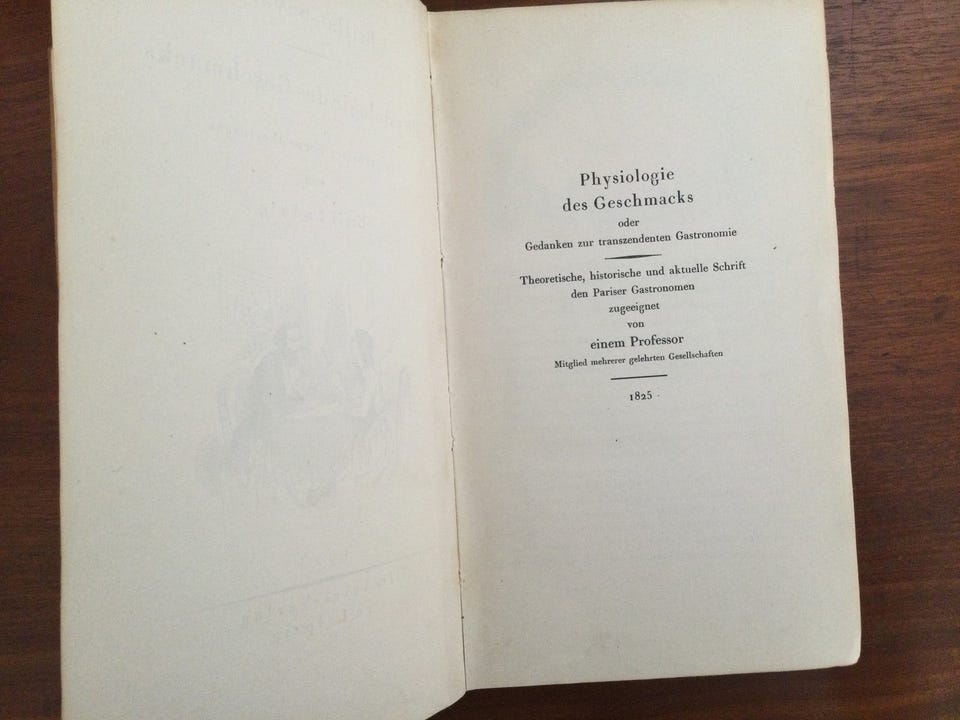 Physiologie
des Geschmacks
oder
Gedanken zur transzendenten Gastronomie
Theoretische, historische und aktuelle Schrift
den Pariser Gastronomen
zugeeignet
von
einem Professor
Mitglied mehrerer gelehrten Gesellschaften
1825